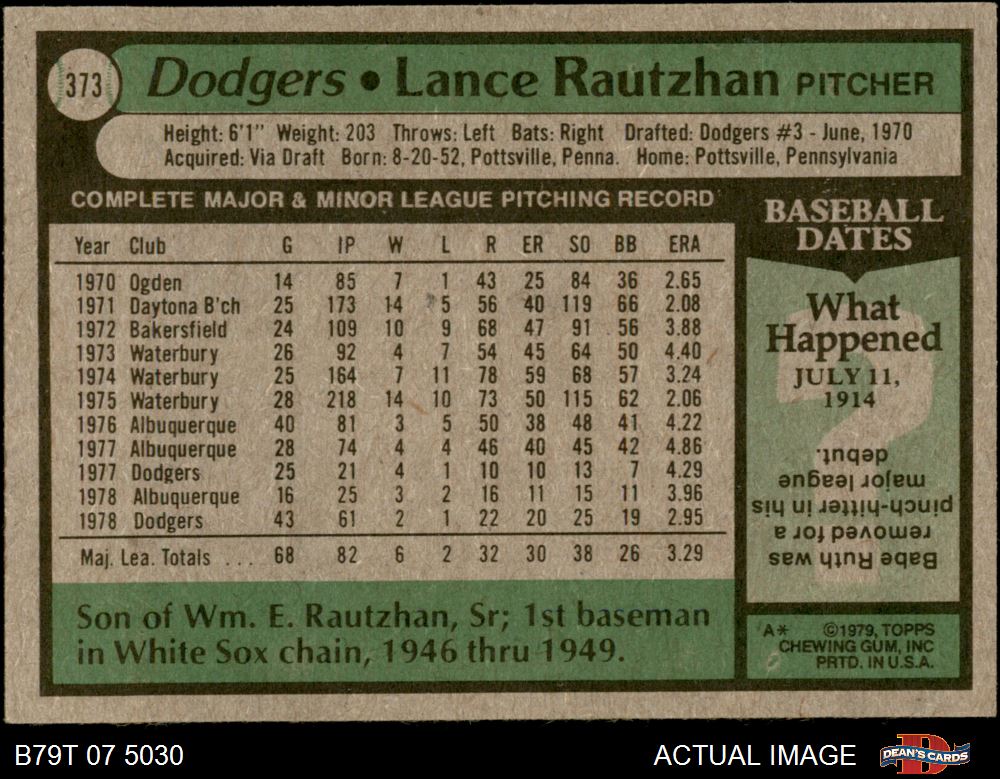 373
Dodgers • Lance Rautzhan PITCHER
Height: 6'1" Weight: 203 Throws: Left Bats: Right Drafted: Dodgers #3 - June, 1970
Acquired: Via Draft Born: 8-20-52, Pottsville, Penna. Home: Pottsville, Pennsylvania
COMPLETE MAJOR & MINOR LEAGUE PITCHING RECORD
Year Club G IP W L R ER SO BB ERA
1970 Ogden 14 85 7 1 43 25 84 36 2.65
1971 Daytona B'ch 25 173 14 5 56 40 119 66 2.08
1972 Bakersfield 24 109 10 9 68 47 91 56 3.88
1973 Waterbury 26 92 4 7 54 45 64 50 4.40
1974 Waterbury 25 164 7 11 78 59 68 57 3.24
1975 Waterbury 28 218 14 10 73 50 115 62 2.06
1976 Albuquerque 40 81 3 5 50 38 48 41 4.22
1977 Albuquerque 28 74 4 4 46 40 45 42 4.86
1977 Dodgers 25 21 4 1 10 10 13 7 4.29
1978 Albuquerque 16 25 3 2 16 11 15 11 3.96
1978 Dodgers 43 61 2 1 22 20 25 19 2.95
Maj. Lea. Totals ... 68 82 6 2 32 30 38 26 3.29
Son of Wm. E. Rautzhan, Sr; 1st baseman
in White Sox chain, 1946 thru 1949.
BASEBALL
DATES
What
Happened
JULY 11,
1914
Babe Ruth was
removed for a
pinch-hitter in his
major league
debut.
A* ©1979, TOPPS
CHEWING GUM, INC
PRTD. IN U.S.A.
B79T 07 5030
ACTUAL IMAGE
DEAN'S CARDS